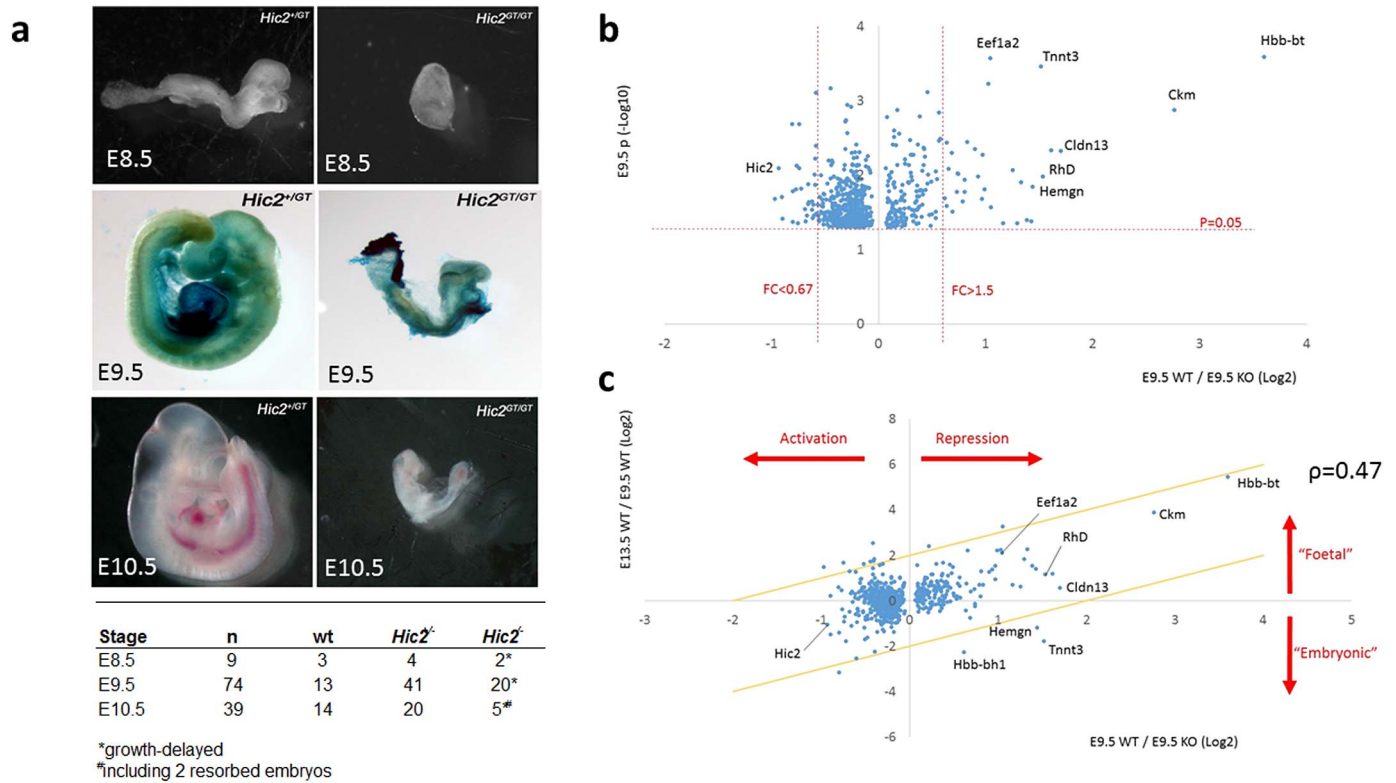 a
Hic2+/GT
Hic2GT/GT
E8.5
E8.5
Hic2+/GT
Hic2GT/GT
E9.5
E9.5
Hic2+/GT
Hic2GT/GT
E10.5
E10.5
Stage n wt Hic2+/- Hic2-/-
E8.5 9 3 4 2*
E9.5 74 13 41 20*
E10.5 39 14 20 5*#
*growth-delayed
#including 2 resorbed embryos
b
E9.5 p (-Log10)
4
3
2
1
0
Eef1a2
Tnnt3
Hbb-bt
Ckm
Cldn13
Hic2
RhD
Hemgn
P=0.05
FC<0.67
FC>1.5
-2 -1 0 1 2 3 4
E9.5 WT / E9.5 KO (Log2)
c
E13.5 WT / E9.5 WT (Log2)
8
6
4
2
0
-2
-4
-6
Activation
Repression
ρ=0.47
Hbb-bt
Eef1a2
Ckm
RhD
"Foetal"
Cldn13
-3 -2 -1 0 1 2 3 4 5
Hemgn
Hic2
Hbb-bh1
Tnnt3
"Embryonic"
E9.5 WT / E9.5 KO (Log2)